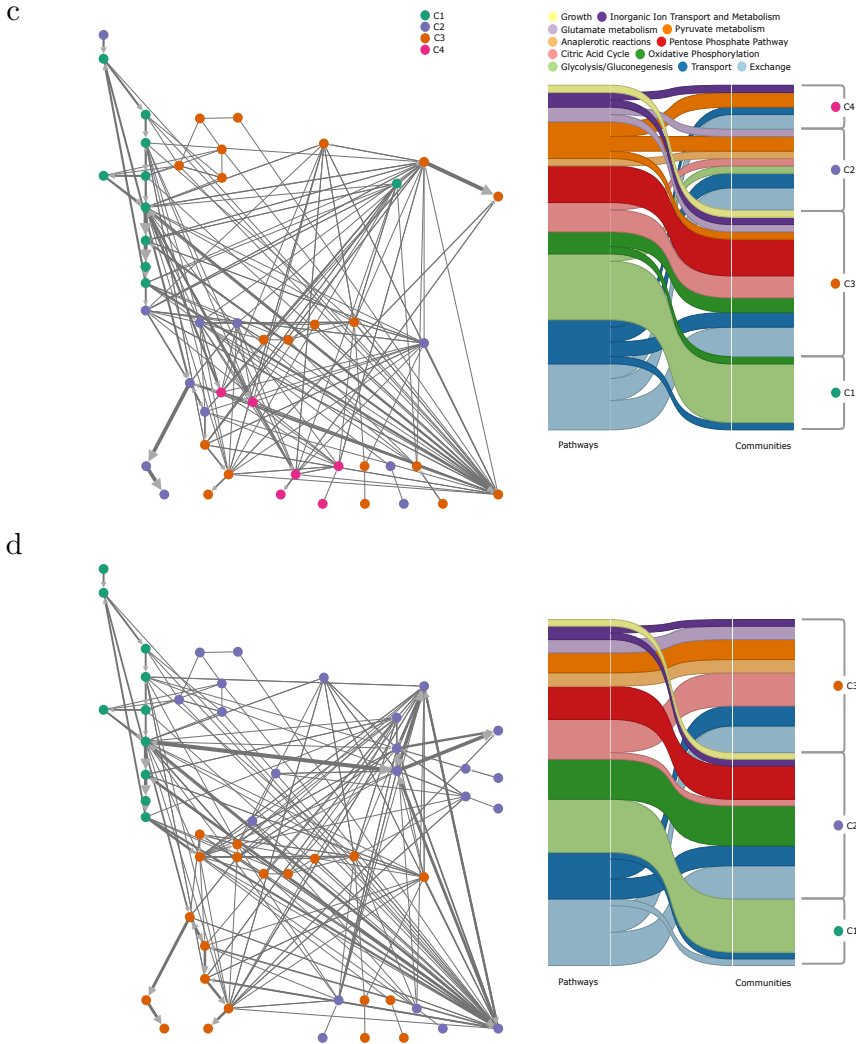 c
C1
C2
C3
C4
Growth Inorganic Ion Transport and Metabolism
Glutamate metabolism Pyruvate metabolism
Anaplerotic reactions Pentose Phosphate Pathway
Citric Acid Cycle Oxidative Phosphorylation
Glycolysis/Gluconegenesis Transport Exchange
C4
C2
C3
C1
Pathways Communities
d
C3
C2
C1
Pathways Communities